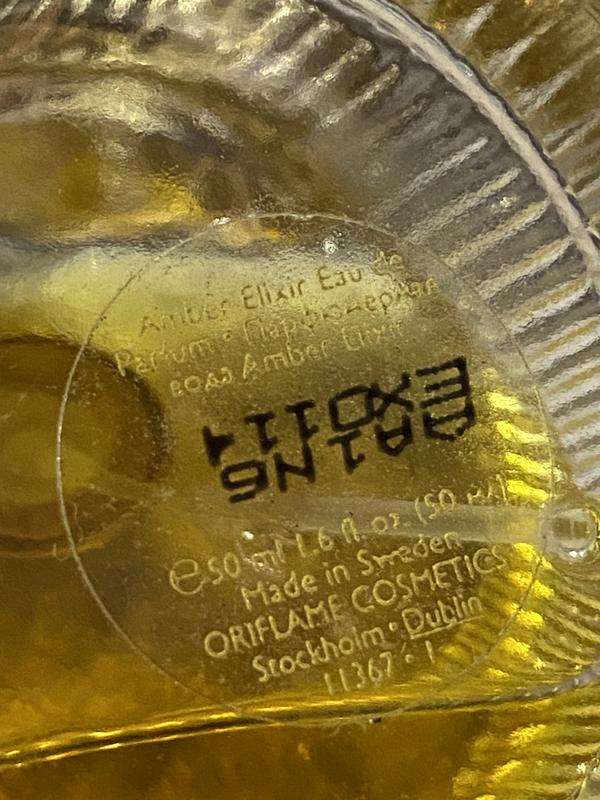 Amber Elixir Eau de
Parfum • Парфюмерная
вода Amber Elixir
℮ 50 ml 1.6 fl. oz. (50 мл)
Made in Sweden
ORIFLAME COSMETICS
Stockholm • Dublin
11367